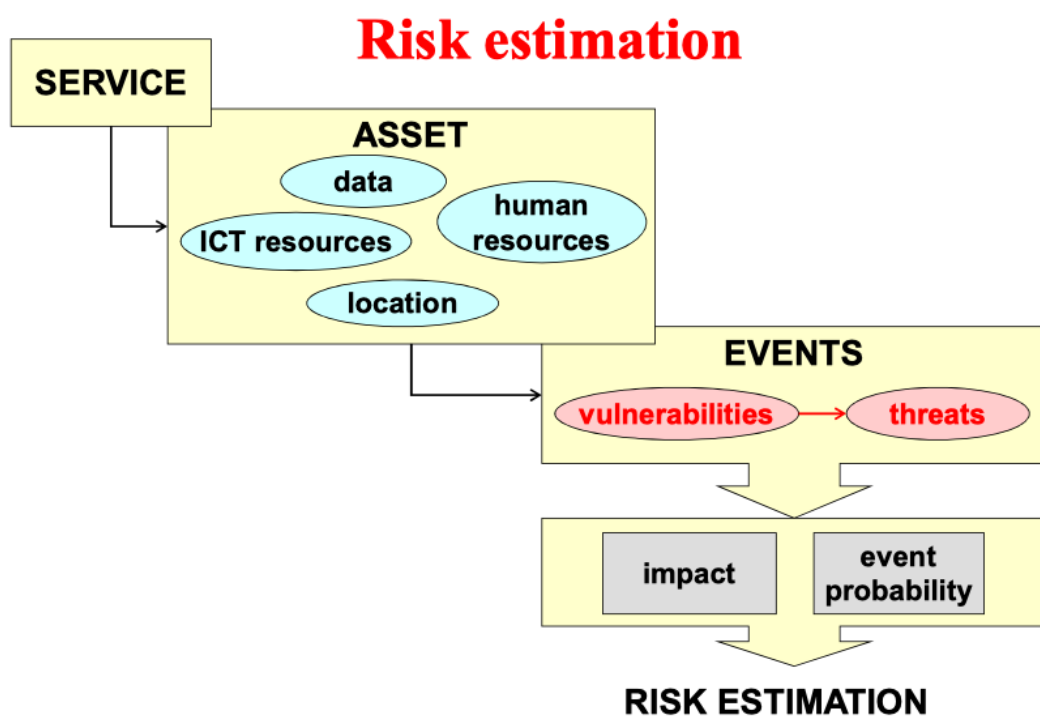 Risk estimation
SERVICE
ASSET
data
human
resources
ICT resources
location
EVENTS
vulnerabilities
threats
impact
event
probability
RISK ESTIMATION